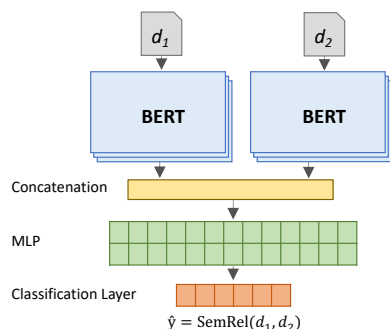 d₁ d₂
BERT BERT
Concatenation
MLP
Classification Layer
ŷ = SemRel(d₁, d₂)